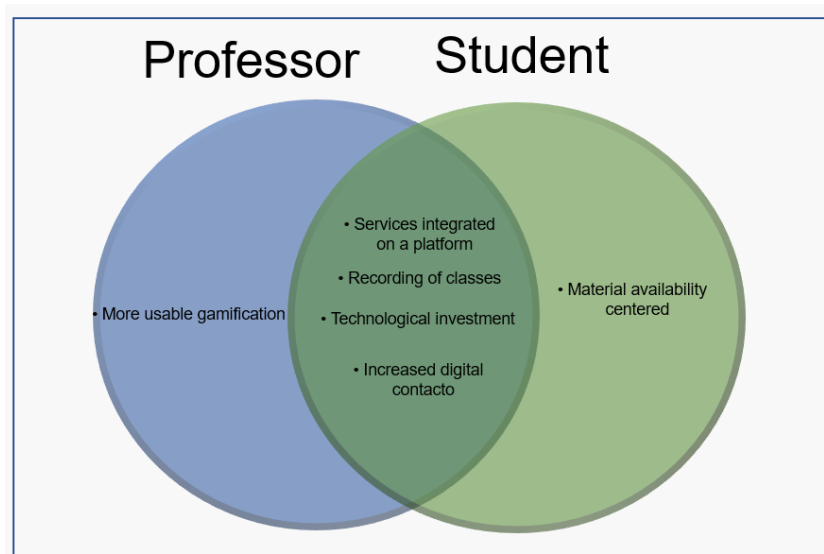 Professor
Student
• Services integrated
on a platform
• Recording of classes
• More usable gamification
• Technological investment
• Increased digital
contacto
• Material availability
centered